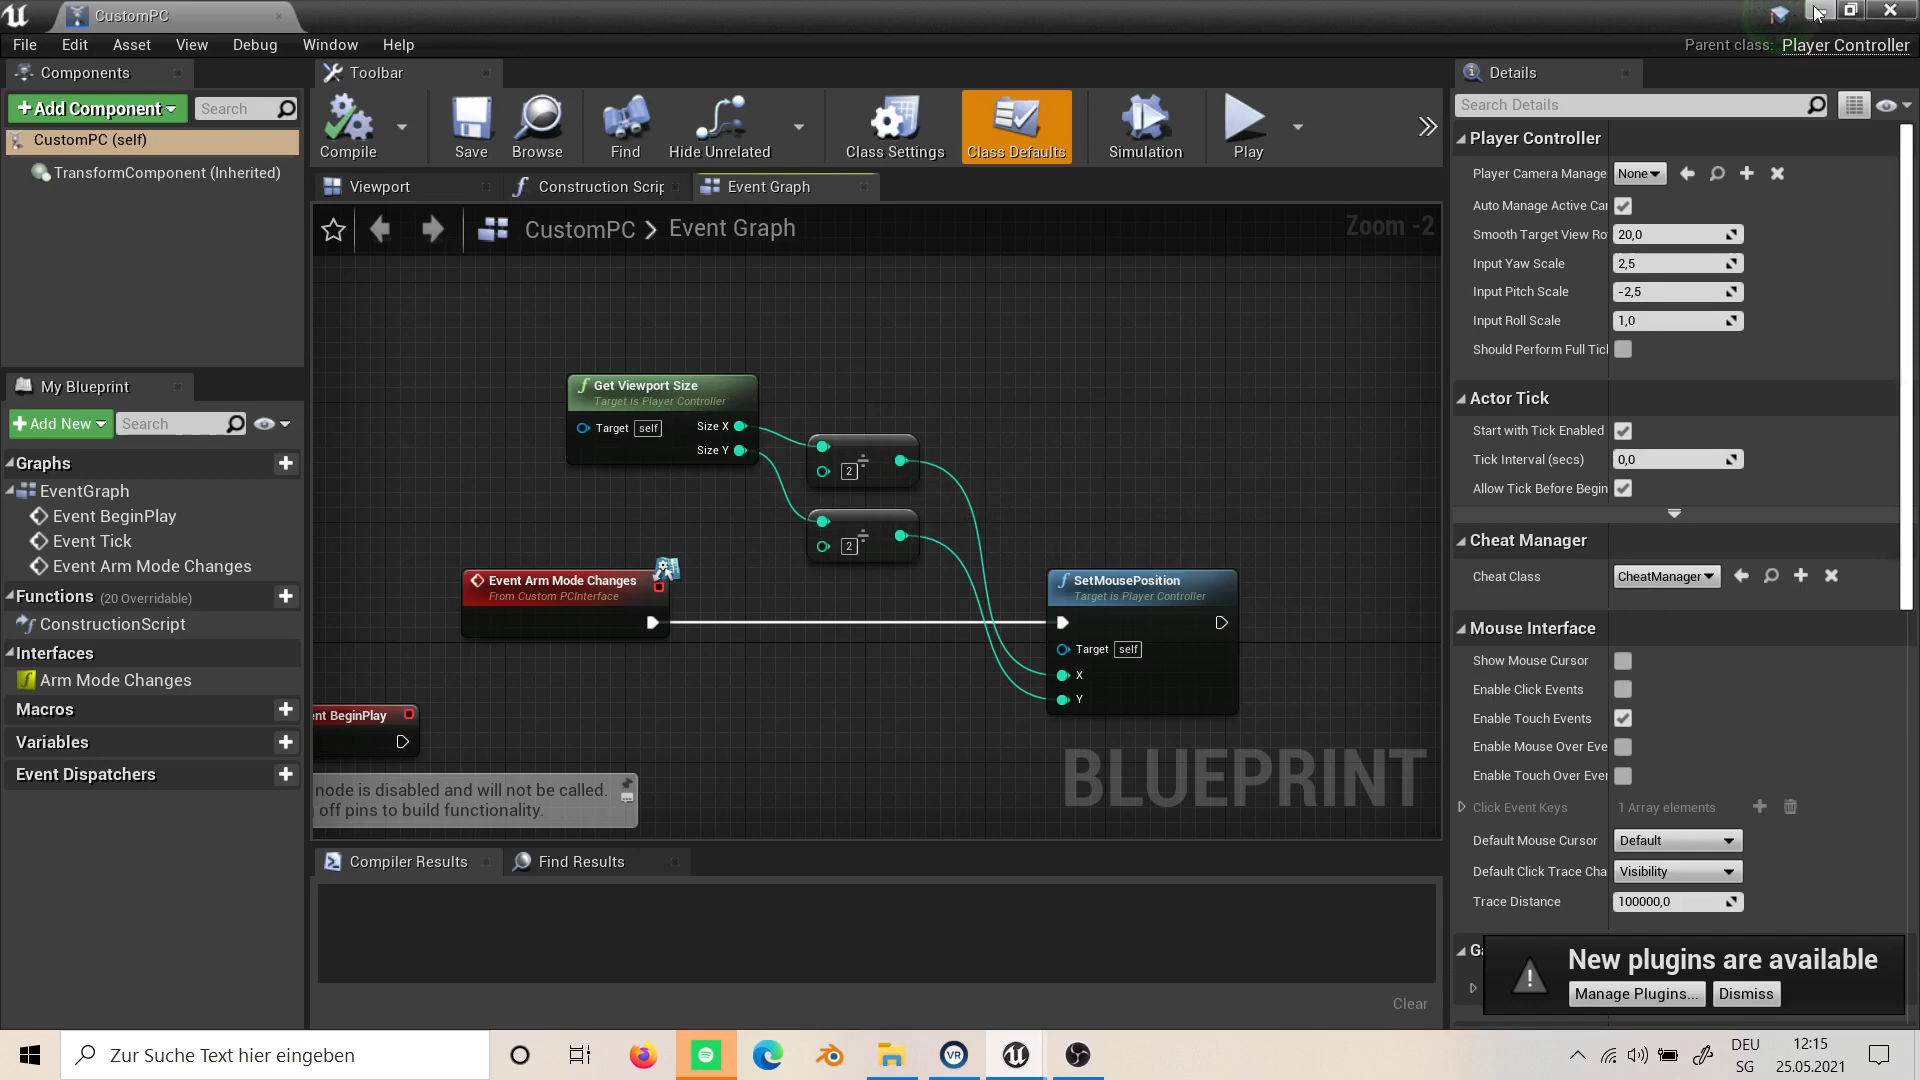 CustomPC
File Edit Asset View Debug Window Help
Parent class: Player Controller
Components
+Add Component
Search
CustomPC (self)
TransformComponent (Inherited)
My Blueprint
+Add New
Search
Graphs
EventGraph
Event BeginPlay
Event Tick
Event Arm Mode Changes
Functions (20 Overridable)
ConstructionScript
Interfaces
Arm Mode Changes
Macros
Variables
Event Dispatchers
Toolbar
Compile
Save
Browse
Find
Hide Unrelated
Class Settings
Class Defaults
Simulation
Play
Viewport
Construction Scrip
Event Graph
CustomPC > Event Graph
Zoom -2
Get Viewport Size
Target is Player Controller
Target self
Size X
Size Y
2 ÷
2 ÷
Event Arm Mode Changes
From Custom PCInterface
SetMousePosition
Target is Player Controller
Target self
X
Y
nt BeginPlay
node is disabled and will not be called.
off pins to build functionality.
BLUEPRINT
Compiler Results
Find Results
Clear
Details
Search Details
Player Controller
Player Camera Manage None
Auto Manage Active Ca
Smooth Target View Ro 20,0
Input Yaw Scale 2,5
Input Pitch Scale -2,5
Input Roll Scale 1,0
Should Perform Full Tic
Actor Tick
Start with Tick Enabled
Tick Interval (secs) 0,0
Allow Tick Before Begin
Cheat Manager
Cheat Class CheatManager
Mouse Interface
Show Mouse Cursor
Enable Click Events
Enable Touch Events
Enable Mouse Over Eve
Enable Touch Over Eve
Click Event Keys 1 Array elements
Default Mouse Cursor Default
Default Click Trace Cha Visibility
Trace Distance 100000,0
G
New plugins are available
Manage Plugins... Dismiss
Zur Suche Text hier eingeben
VR
DEU
SG
12:15
25.05.2021